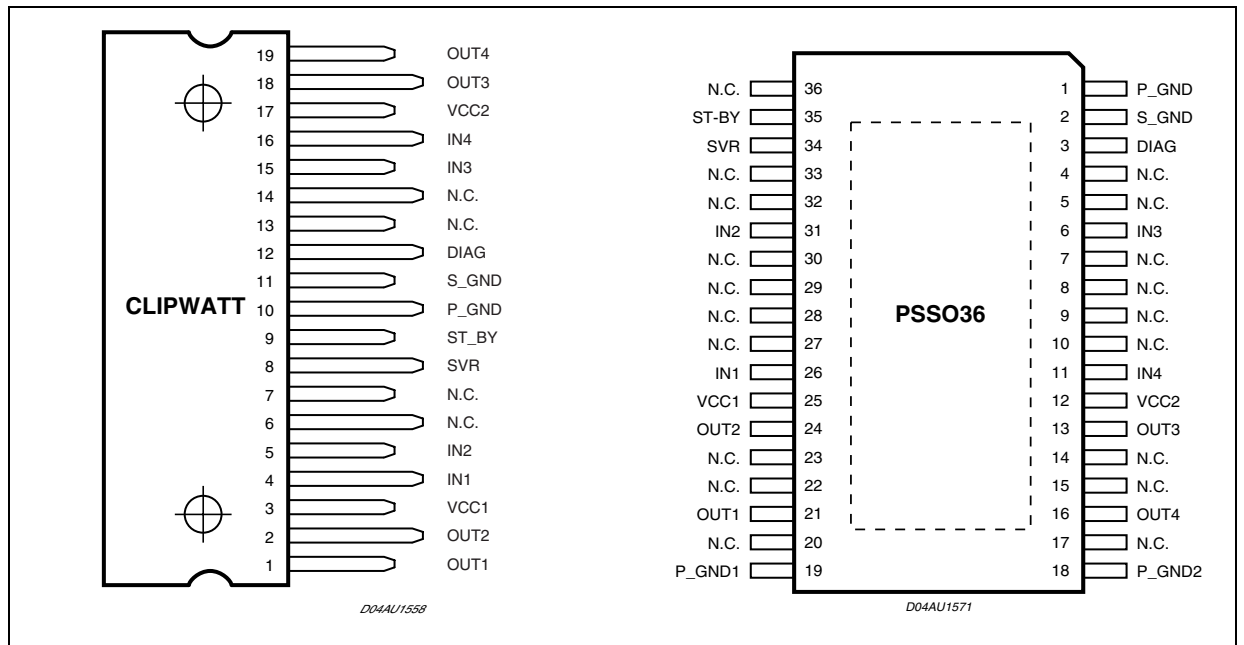 19 OUT4
18 OUT3
17 VCC2
16 IN4
15 IN3
14 N.C.
13 N.C.
12 DIAG
11 S_GND
CLIPWATT
10 P_GND
9 ST_BY
8 SVR
7 N.C.
6 N.C.
5 IN2
4 IN1
3 VCC1
2 OUT2
1 OUT1
D04AU1558
N.C. 36 1 P_GND
ST-BY 35 2 S_GND
SVR 34 3 DIAG
N.C. 33 4 N.C.
N.C. 32 5 N.C.
IN2 31 6 IN3
N.C. 30 7 N.C.
N.C. 29 8 N.C.
N.C. 28 PSSO36 9 N.C.
N.C. 27 10 N.C.
IN1 26 11 IN4
VCC1 25 12 VCC2
OUT2 24 13 OUT3
N.C. 23 14 N.C.
N.C. 22 15 N.C.
OUT1 21 16 OUT4
N.C. 20 17 N.C.
P_GND1 19 18 P_GND2
D04AU1571